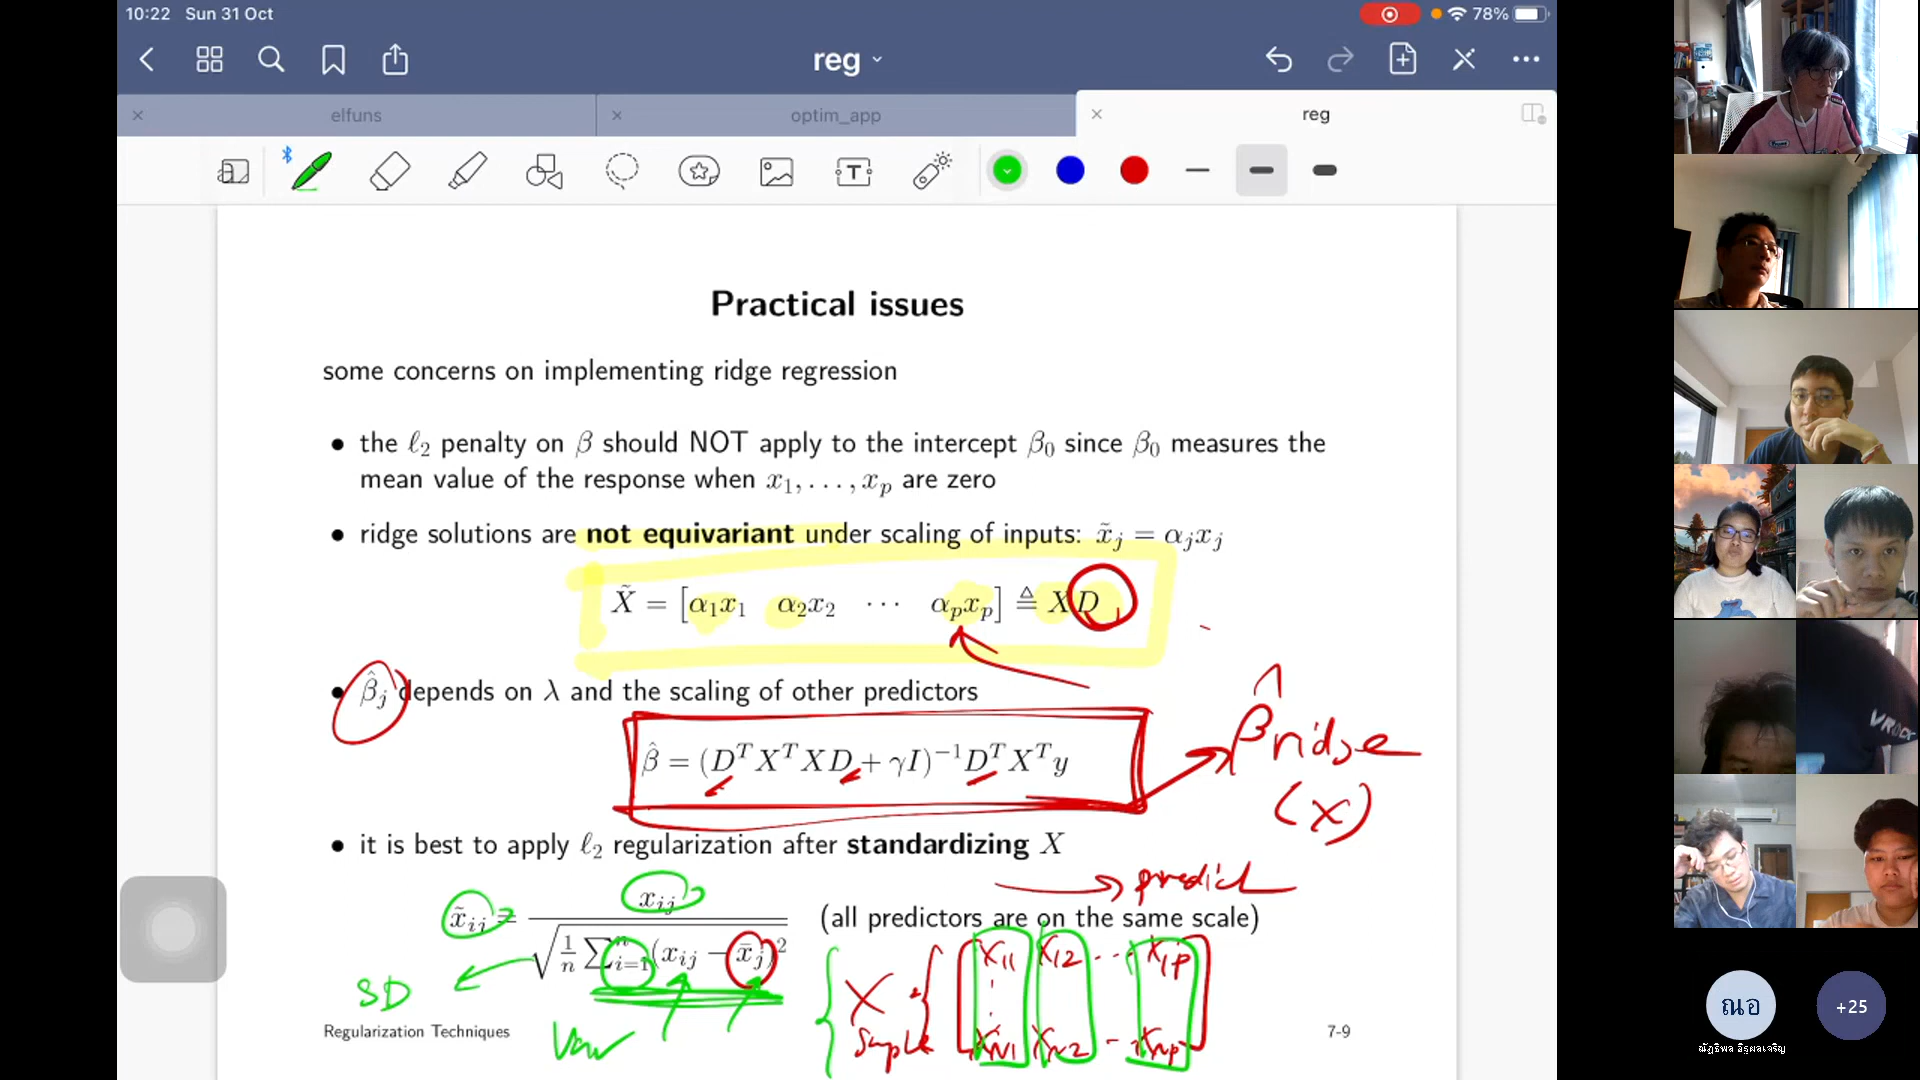 10:22 Sun 31 Oct
78%
reg
elfuns
optim_app
reg
Practical issues
some concerns on implementing ridge regression
• the ℓ₂ penalty on β should NOT apply to the intercept β₀ since β₀ measures the
mean value of the response when x₁, . . . , xₚ are zero
• ridge solutions are not equivariant under scaling of inputs: x̃ⱼ = αⱼxⱼ
X̃ = [α₁x₁ α₂x₂ ··· αₚxₚ] ≜ XD
• β̂ⱼ depends on λ and the scaling of other predictors
β̂ = (DᵀXᵀXD + γI)⁻¹DᵀXᵀy
β̂ ridge
(X)
• it is best to apply ℓ₂ regularization after standardizing X
→ predict
x̃ᵢⱼ = xᵢⱼ / √(1/n ∑ⁿᵢ₌₁(xᵢⱼ − x̄ⱼ)²) (all predictors are on the same scale)
SD
Var
X
sample
X11 X12 ... X1p
XN1 XN2 ... XNp
Regularization Techniques
7-9
VROCK
ณอ
+25